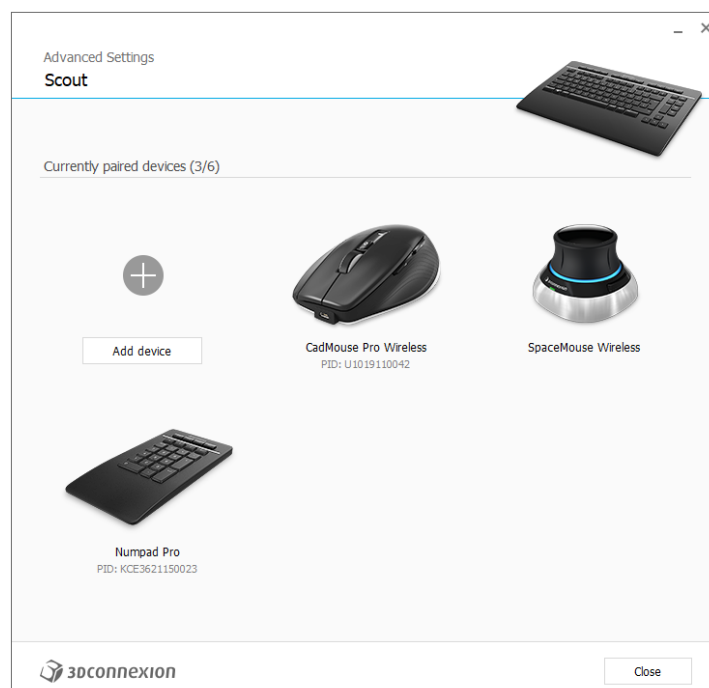 Advanced Settings
Scout
Currently paired devices (3/6)
Add device
CadMouse Pro Wireless
PID: U1019110042
SpaceMouse Wireless
Numpad Pro
PID: KCE3621150023
3Dconnexion
Close